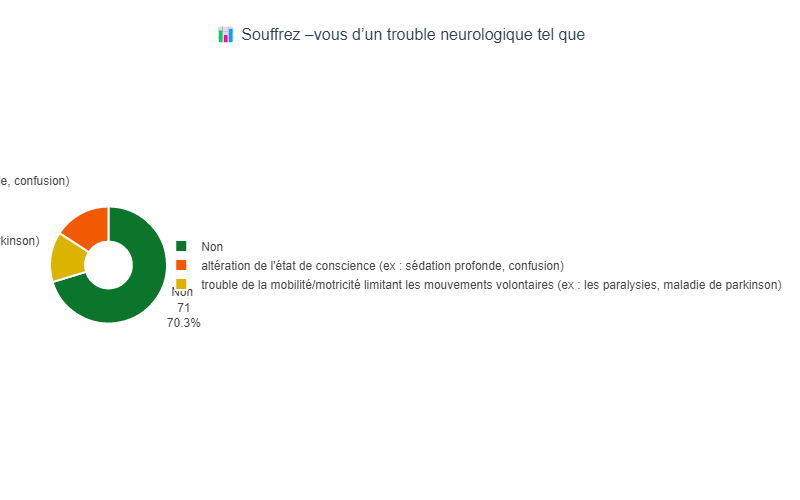 Souffrez –vous d’un trouble neurologique tel que
e, confusion)
rkinson)
Non
altération de l'état de conscience (ex : sédation profonde, confusion)
trouble de la mobilité/motricité limitant les mouvements volontaires (ex : les paralysies, maladie de parkinson)
Non
71
70.3%